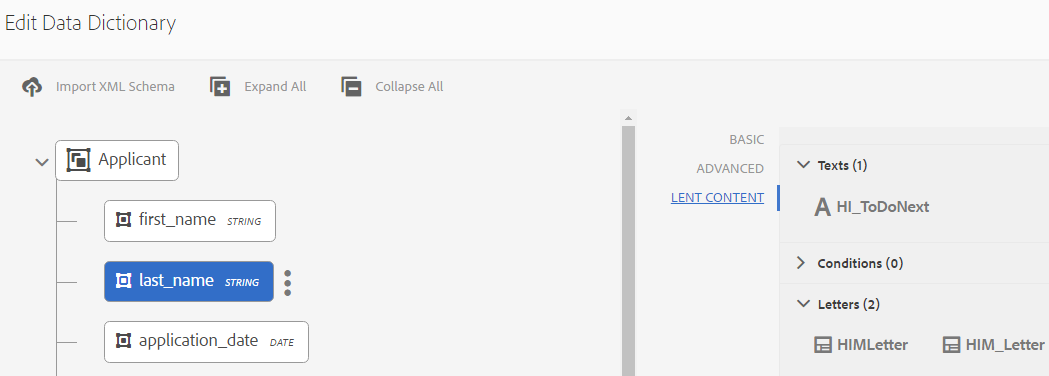 Edit Data Dictionary
Import XML Schema Expand All Collapse All
Applicant
first_name STRING
last_name STRING
application_date DATE
BASIC
ADVANCED
LENT CONTENT
Texts (1)
A HI_ToDoNext
Conditions (0)
Letters (2)
HIMLetter HIM_Letter